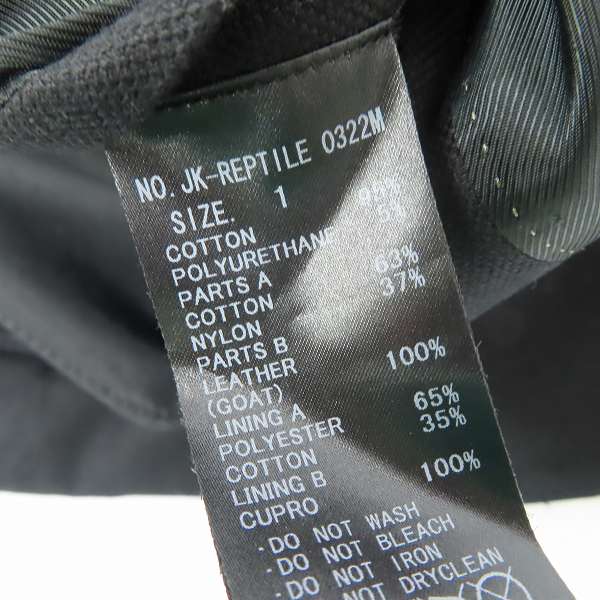 NO. JK-REPTILE 0322M
SIZE. 1
COTTON 95%
POLYURETHANE 5%
PARTS A
COTTON 63%
NYLON 37%
PARTS B
LEATHER 100%
(GOAT)
LINING A
POLYESTER 65%
COTTON 35%
LINING B
CUPRO 100%
·DO NOT WASH
·DO NOT BLEACH
·DO NOT IRON
NOT DRYCLEAN